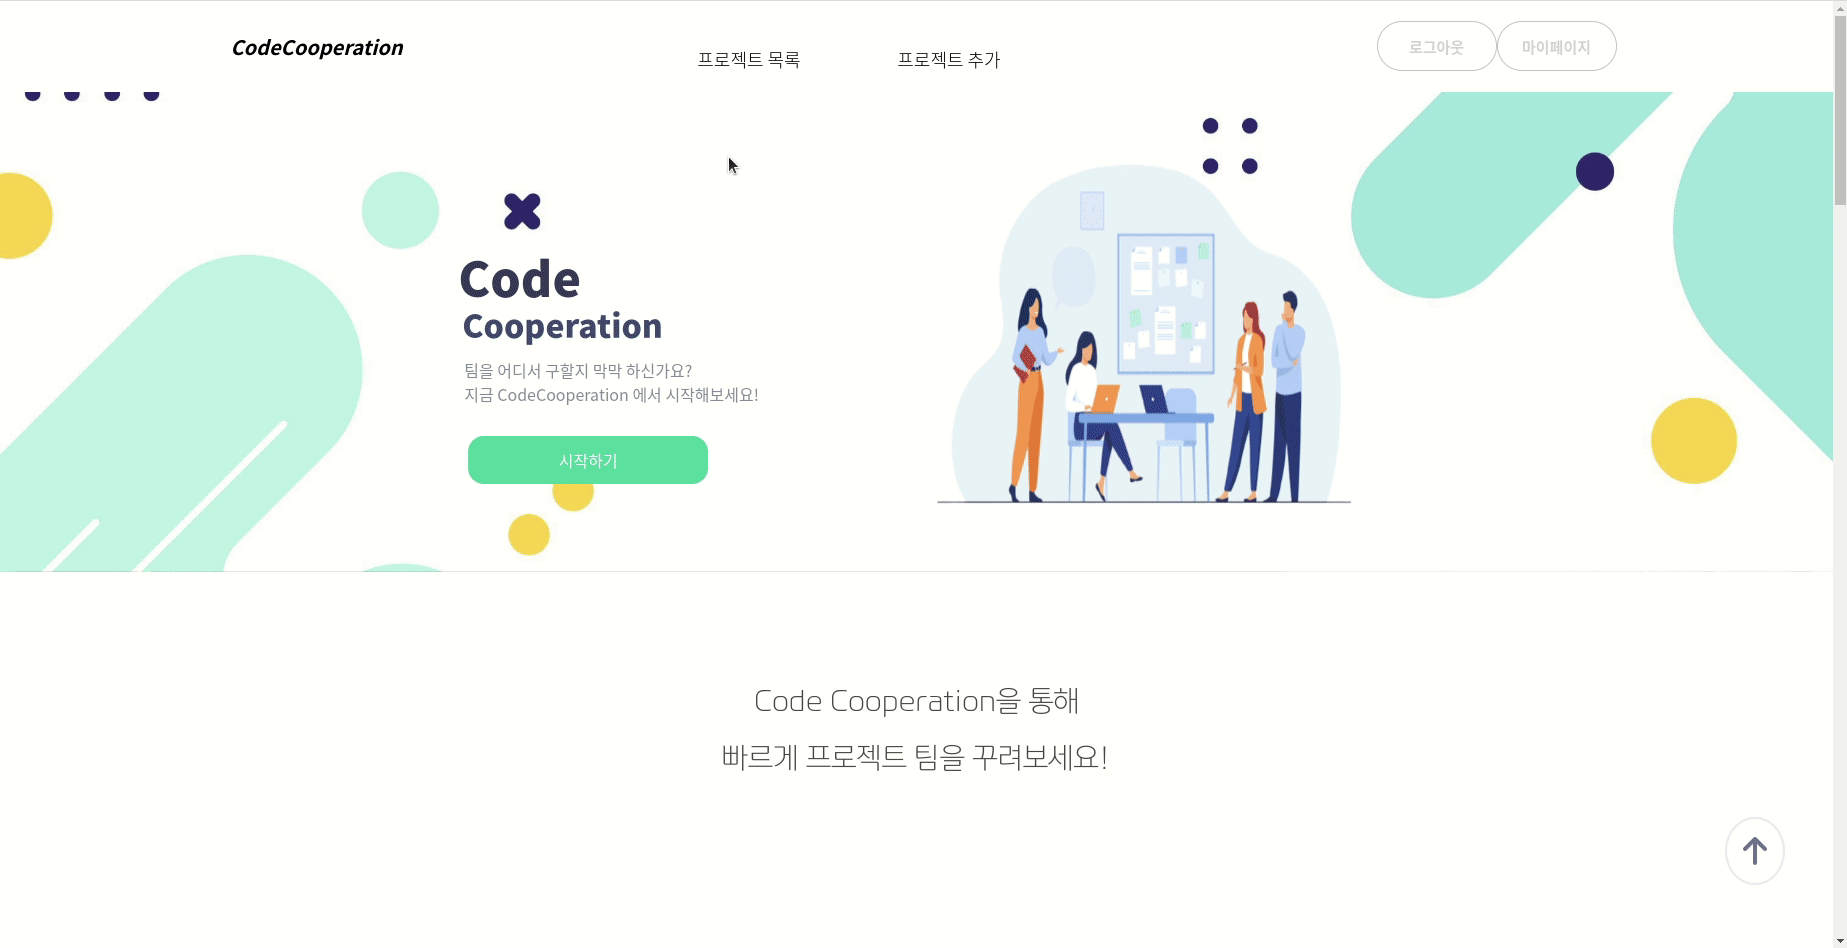 CodeCooperation
프로젝트 목록
프로젝트 추가
로그아웃
마이페이지
Code
Cooperation
팀을 어디서 구할지 막막 하신가요?
지금 CodeCooperation 에서 시작해보세요!
시작하기
Code Cooperation을 통해
빠르게 프로젝트 팀을 꾸려보세요!